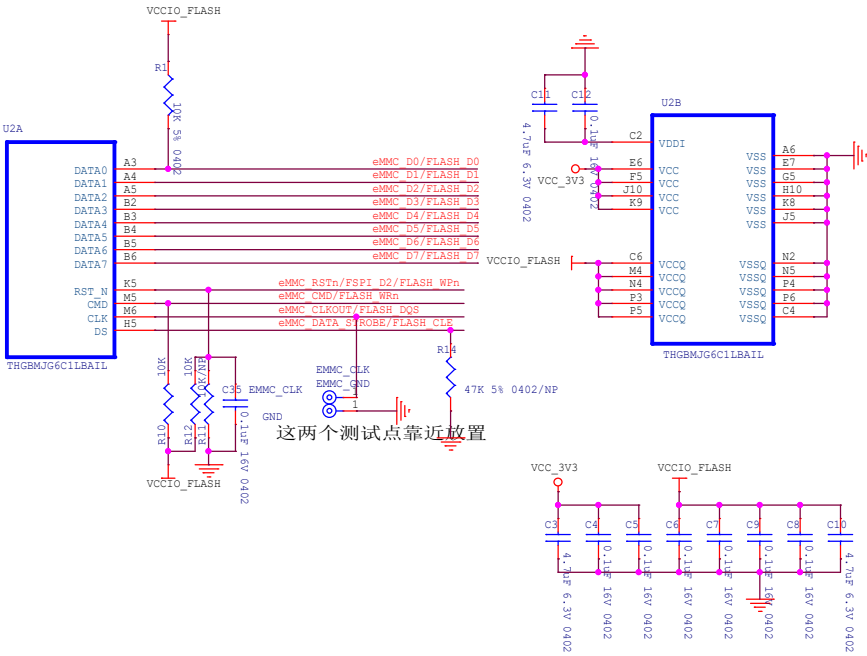 VCCIO_FLASH
R1
10K 5% 0402
U2A
DATA0 A3 eMMC_D0/FLASH_D0
DATA1 A4 eMMC_D1/FLASH_D1
DATA2 A5 eMMC_D2/FLASH_D2
DATA3 B2 eMMC_D3/FLASH_D3
DATA4 B3 eMMC_D4/FLASH_D4
DATA5 B4 eMMC_D5/FLASH_D5
DATA6 B5 eMMC_D6/FLASH_D6
DATA7 B6 eMMC_D7/FLASH_D7
RST_N K5 eMMC_RSTn/FSPI_D2/FLASH_WPn
CMD M5 eMMC_CMD/FLASH_WRn
CLK M6 eMMC_CLKOUT/FLASH_DQS
DS H5 eMMC_DATA_STROBE/FLASH_CLE
THGBMJG6C1LBAIL
10K
R10
10K
R12
10K/NP
R11
C35
0.1uF 16V 0402
VCCIO_FLASH
EMMC_CLK
GND
EMMC_CLK
EMMC_GND
1
1
R14
47K 5% 0402/NP
这两个测试点靠近放置
C11
4.7uF 6.3V 0402
C12
0.1uF 16V 0402
U2B
C2 VDDI
VCC_3V3
E6 VCC
F5 VCC
J10 VCC
K9 VCC
VCCIO_FLASH
C6 VCCQ
M4 VCCQ
N4 VCCQ
P3 VCCQ
P5 VCCQ
VSS A6
VSS E7
VSS G5
VSS H10
VSS K8
VSS J5
VSSQ N2
VSSQ N5
VSSQ P4
VSSQ P6
VSSQ C4
THGBMJG6C1LBAIL
VCC_3V3
VCCIO_FLASH
C3
4.7uF 6.3V 0402
C4
0.1uF 16V 0402
C5
0.1uF 16V 0402
C6
0.1uF 16V 0402
C7
0.1uF 16V 0402
C9
0.1uF 16V 0402
C8
0.1uF 16V 0402
C10
4.7uF 6.3V 0402